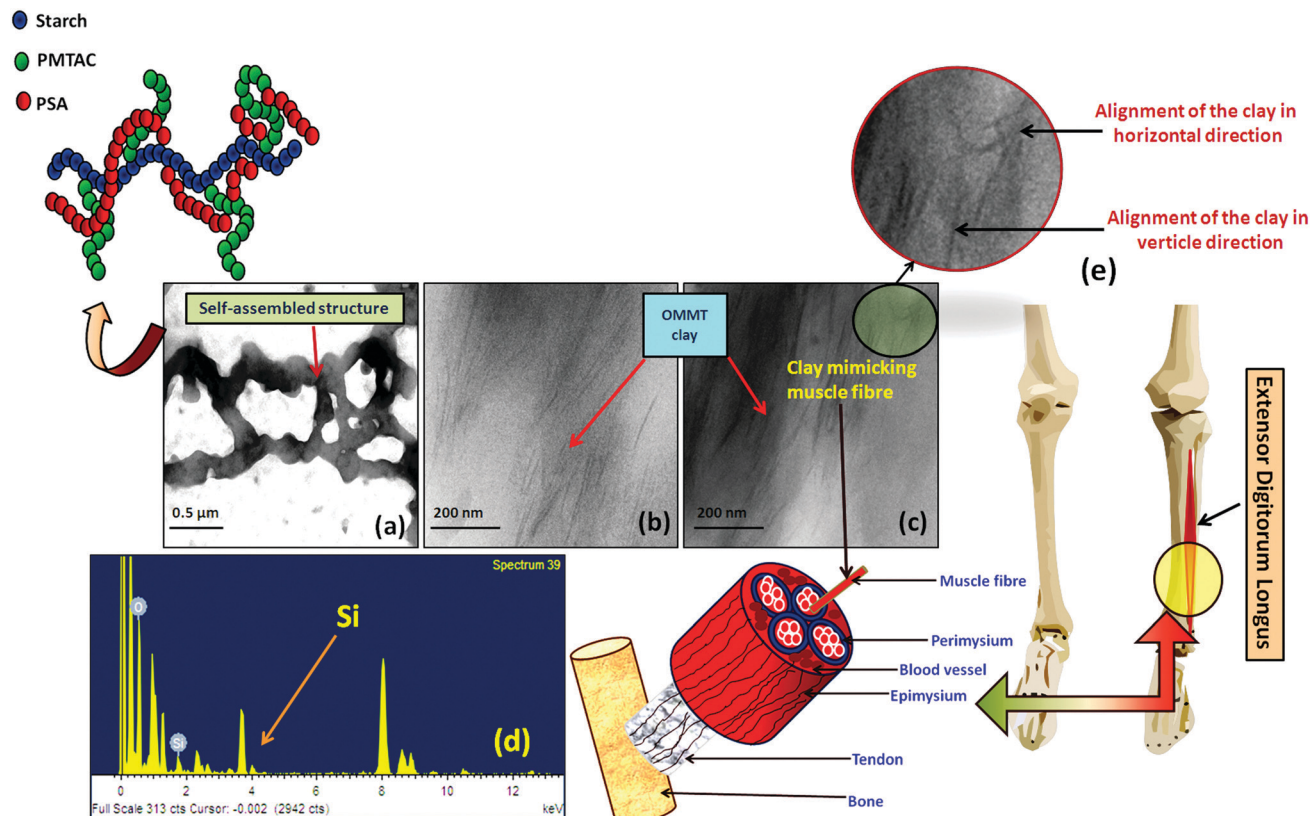 Starch
PMTAC
PSA
Alignment of the clay in
horizontal direction
Alignment of the clay in
verticle direction
(e)
Self-assembled structure
0.5 µm
(a)
OMMT
clay
200 nm
(b)
Clay mimicking
muscle fibre
200 nm
(c)
Extensor Digitorum Longus
Spectrum 39
O
Si
Si
(d)
0 2 4 6 8 10 12
Full Scale 313 cts Cursor: -0.002 (2942 cts) keV
Muscle fibre
Perimysium
Blood vessel
Epimysium
Tendon
Bone